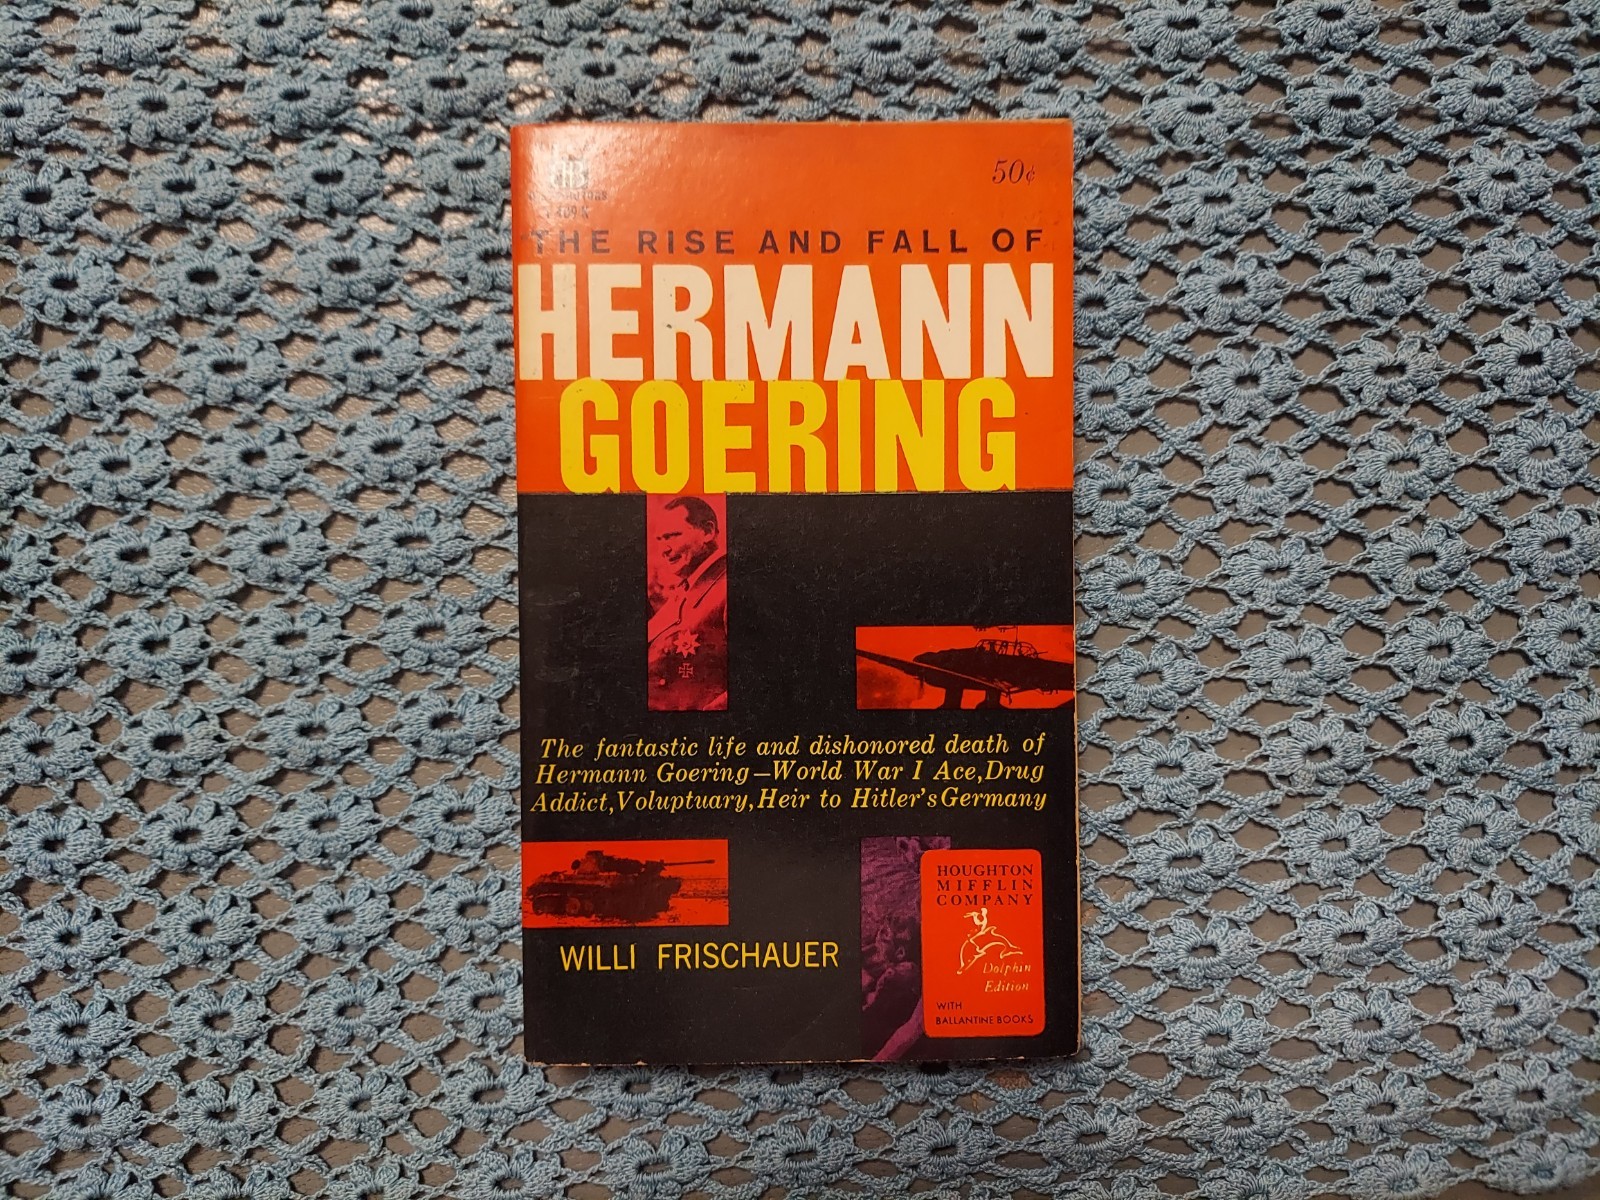 50¢
THE RISE AND FALL OF
HERMANN
GOERING
The fantastic life and dishonored death of
Hermann Goering—World War I Ace, Drug
Addict, Voluptuary, Heir to Hitler's Germany
WILLI FRISCHAUER
HOUGHTON
MIFFLIN
COMPANY
Dolphin
Edition
WITH
BALLANTINE BOOKS